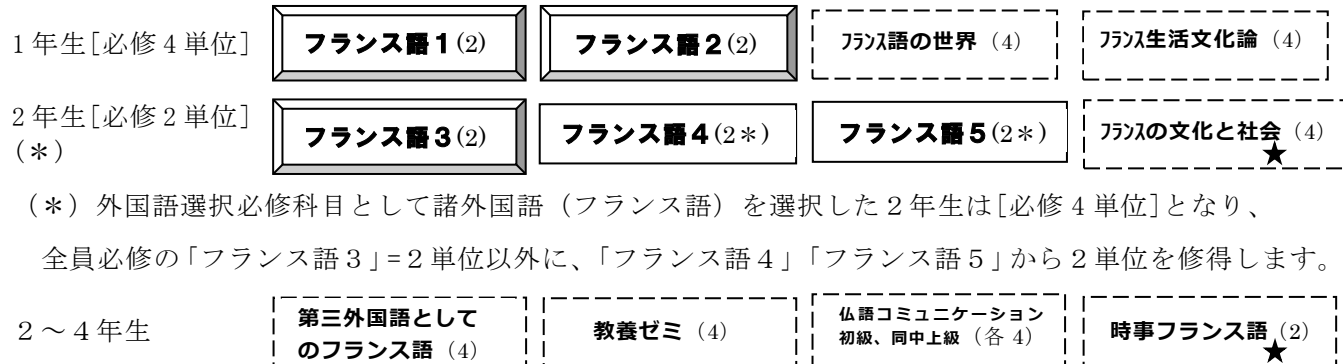 1年生[必修4単位] フランス語1(2) フランス語2(2) フランス語の世界 (4) フランス生活文化論 (4)
2年生[必修2単位] フランス語3(2) フランス語4(2*) フランス語5(2*) フランスの文化と社会 (4)
(*) ★
(*)外国語選択必修科目として諸外国語(フランス語)を選択した2年生は[必修4単位]となり、
全員必修の「フランス語3」=2単位以外に、「フランス語4」「フランス語5」から2単位を修得します。
2~4年生 第三外国語として のフランス語 (4) 教養ゼミ (4) 仏語コミュニケーション 初級、同中上級 (各4) 時事フランス語 (2)
★